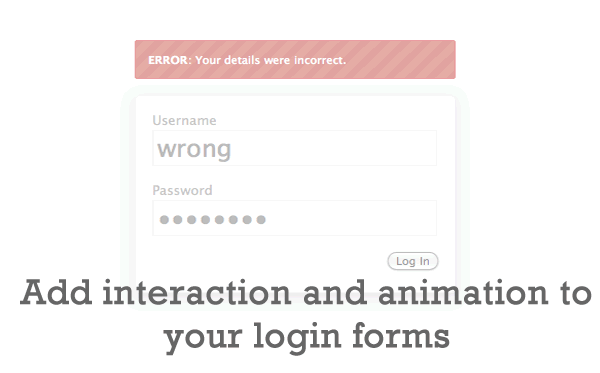 ERROR: Your details were incorrect.
Username
wrong
Password
●●●●●●●●
Log In
Add interaction and animation to
your login forms